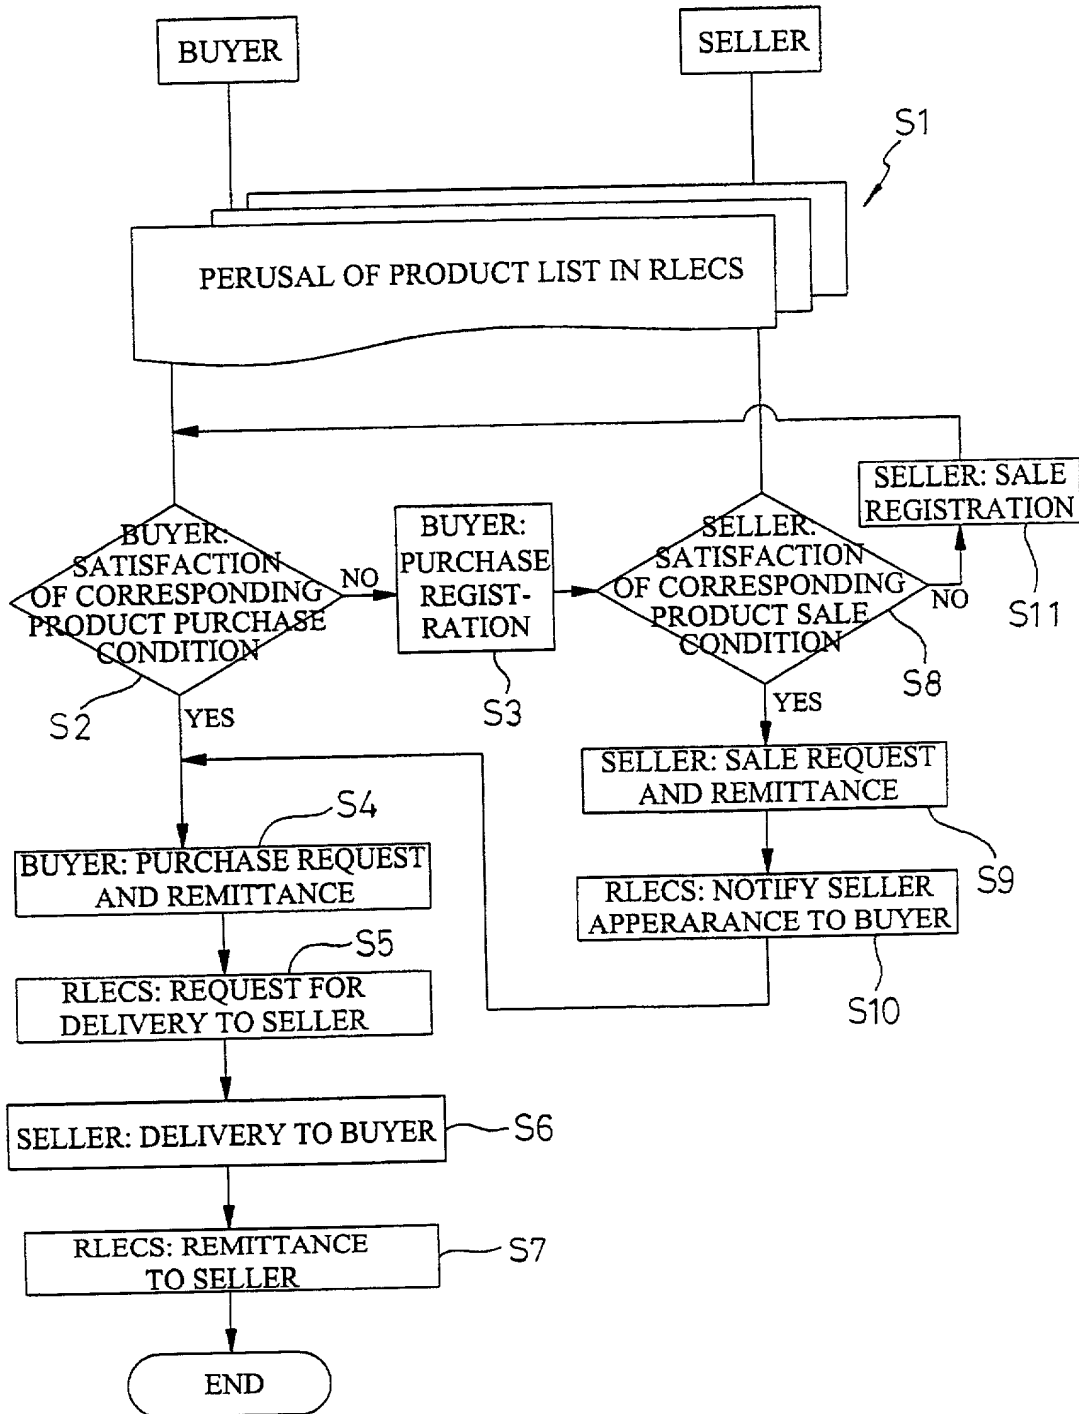 BUYER
SELLER
S1
PERUSAL OF PRODUCT LIST IN RLECS
SELLER: SALE
REGISTRATION
S11
BUYER:
SATISFACTION
OF CORRESPONDING
PRODUCT PURCHASE
CONDITION
NO
S2
YES
BUYER:
PURCHASE
REGIST-
RATION
S3
SELLER:
SATISFACTION
OF CORRESPONDING
PRODUCT SALE
CONDITION
NO
S8
YES
SELLER: SALE REQUEST
AND REMITTANCE
S9
RLECS: NOTIFY SELLER
APPERARANCE TO BUYER
S10
S4
BUYER: PURCHASE REQUEST
AND REMITTANCE
S5
RLECS: REQUEST FOR
DELIVERY TO SELLER
SELLER: DELIVERY TO BUYER
S6
RLECS: REMITTANCE
TO SELLER
S7
END